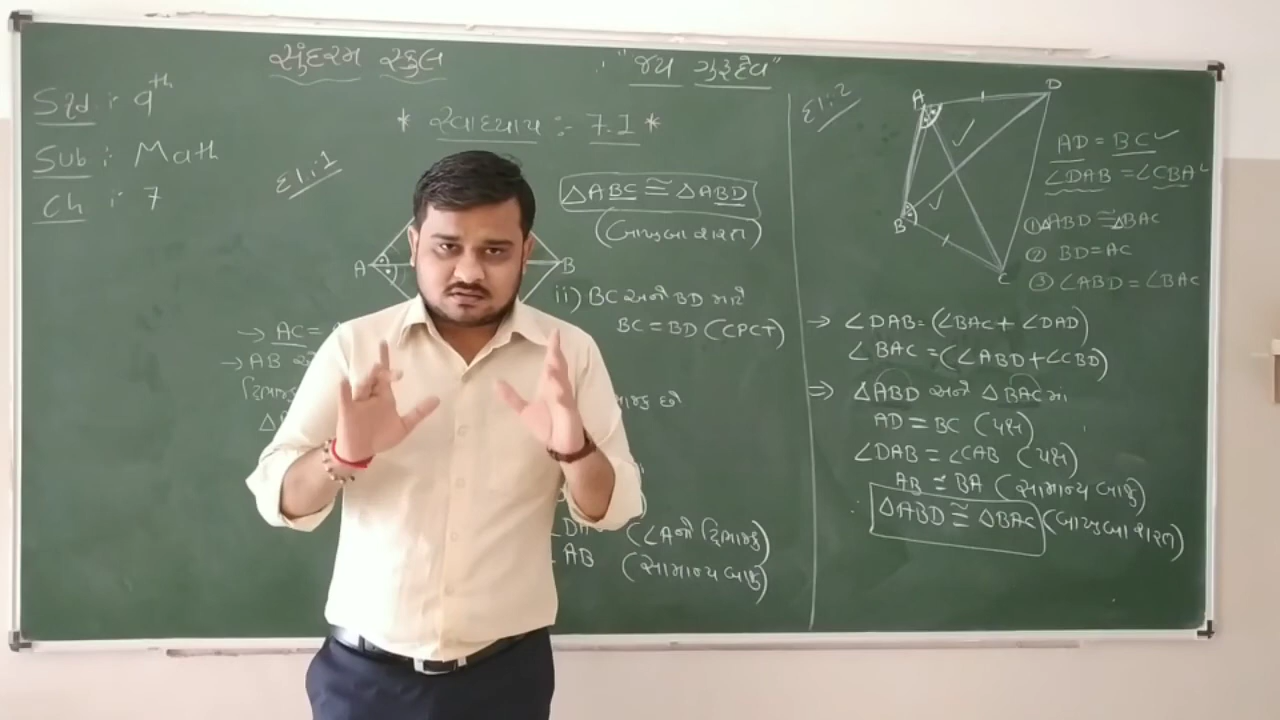 સુંદરમ સ્કુલ
"જય ગુરૂદેવ"
Std : 9th
Sub : Math
Ch : 7
* સ્વાધ્યાય :- 7.1 *
દા:1
△ABC ≅ △ABD
(બાખુબા શરત)
A
B
ii) BC અને BD માટે
BC = BD (CPCT)
→ AC =
→ AB
(∠Aનો દ્વિભાજક)
AB (સામાન્ય બાજુ)
દા:2
A
D
B
C
AD = BC ✓
∠DAB = ∠CBA
① △ABD ≅ △BAC
② BD = AC
③ ∠ABD = ∠BAC
⇒ ∠DAB = (∠BAC + ∠DAD)
∠BAC = (∠ABD + ∠CBD)
⇒ △ABD અને △BAC માં
AD = BC (પક્ષ)
∠DAB = ∠CAB (પક્ષ)
AB ≅ BA (સામાન્ય બાજુ)
∴ △ABD ≅ △BAC (બાખુબા શરત)